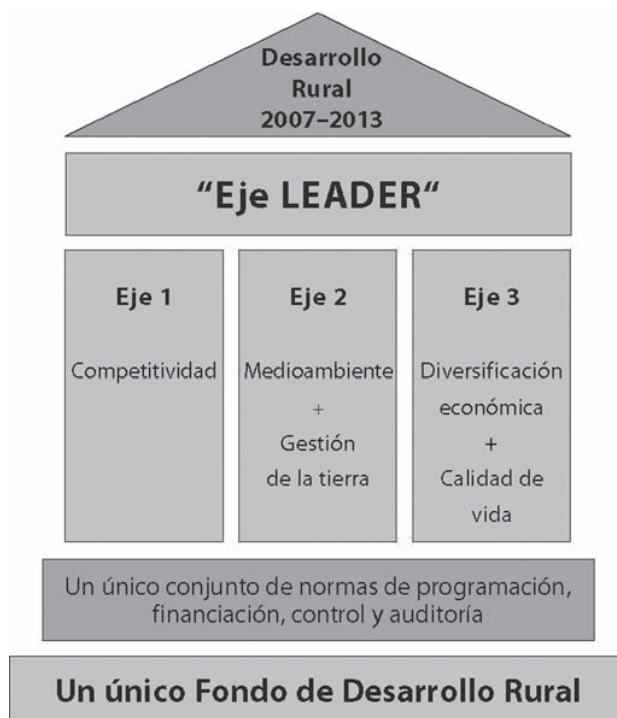 Desarrollo
Rural
2007–2013
“Eje LEADER“
Eje 1
Competitividad
Eje 2
Medioambiente
+
Gestión
de la tierra
Eje 3
Diversificación
económica
+
Calidad de
vida
Un único conjunto de normas de programación,
financiación, control y auditoría
Un único Fondo de Desarrollo Rural